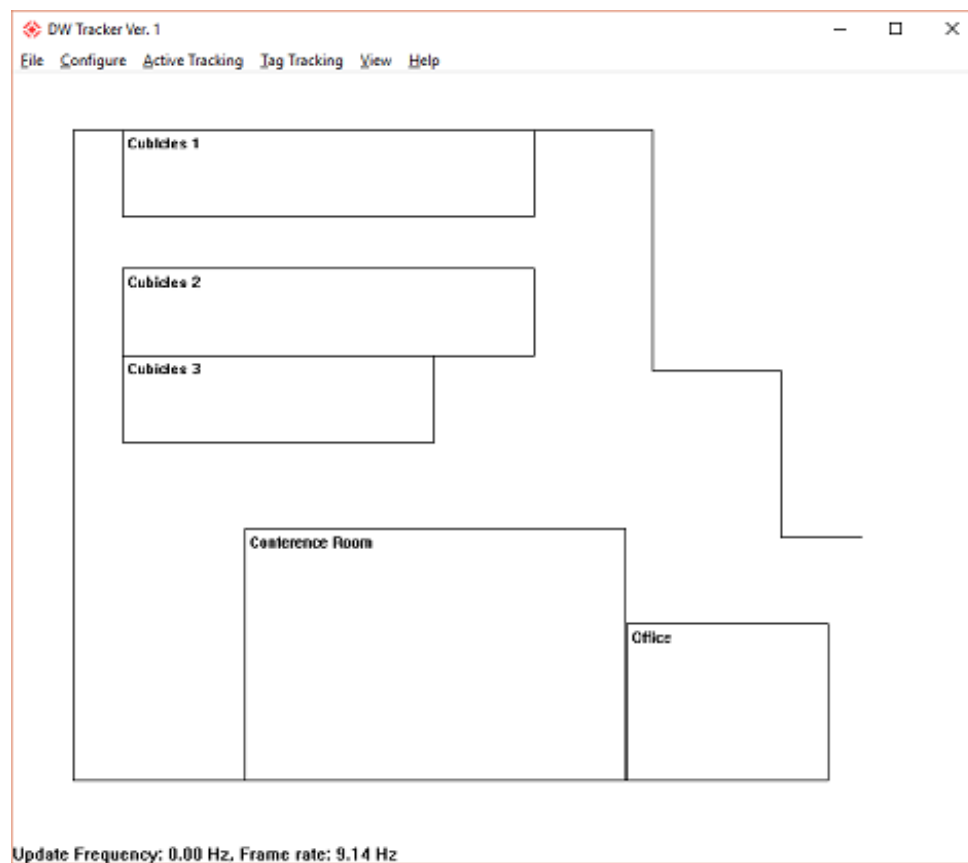 DW Tracker Ver. 1
File Configure Active Tracking Tag Tracking View Help
Cubicles 1
Cubicles 2
Cubicles 3
Conference Room
Office
Update Frequency: 0.00 Hz, Frame rate: 9.14 Hz